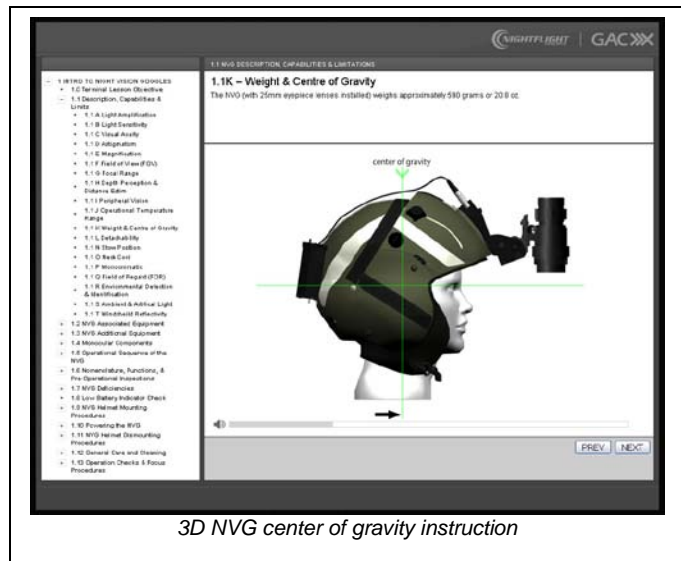 NIGHTFLIGHT | GAC
1.1 NVG DESCRIPTION, CAPABILITIES & LIMITATIONS
1 INTRO TO NIGHT VISION GOGGLES
1.0 Terminal Lesson Objective
1.1 Description, Capabilities &
Limits
1.1 A Light Amplification
1.1 B Light Sensitivity
1.1 C Visual Acuity
1.1 D Astigmatism
1.1 E Magnification
1.1 F Field of View (FOV)
1.1 G Focal Range
1.1 H Depth Perception &
Distance Estim
1.1 I Peripheral Vision
1.1 J Operational Temperature
Range
1.1 K Weight & Centre of Gravity
1.1 L Detachability
1.1 N Stow Position
1.1 O Neck Cord
1.1 P Monochromatic
1.1 Q Field of Regard (FOR)
1.1 R Environmental Detection
& Identification
1.1 S Ambient & Artifical Light
1.1 T Windshield Reflectivity
1.2 NVG Associated Equipment
1.3 NVG Additional Equipment
1.4 Monocular Components
1.5 Operational Sequence of the
NVG
1.6 Nomenclature, Functions, &
Pre Operational Inspections
1.7 NVG Deficiencies
1.8 Low Battery Indicator Check
1.9 NVG Helmet Mounting
Procedures
1.10 Powering the NVG
1.11 NVG Helmet Dismounting
Procedures
1.12 General Care and Cleaning
1.13 Operation Checks & Focus
Procedures
1.1K – Weight & Centre of Gravity
The NVG (with 25mm eyepiece lenses installed) weighs approximately 590 grams or 20.8 oz.
center of gravity
PREV NEXT
3D NVG center of gravity instruction